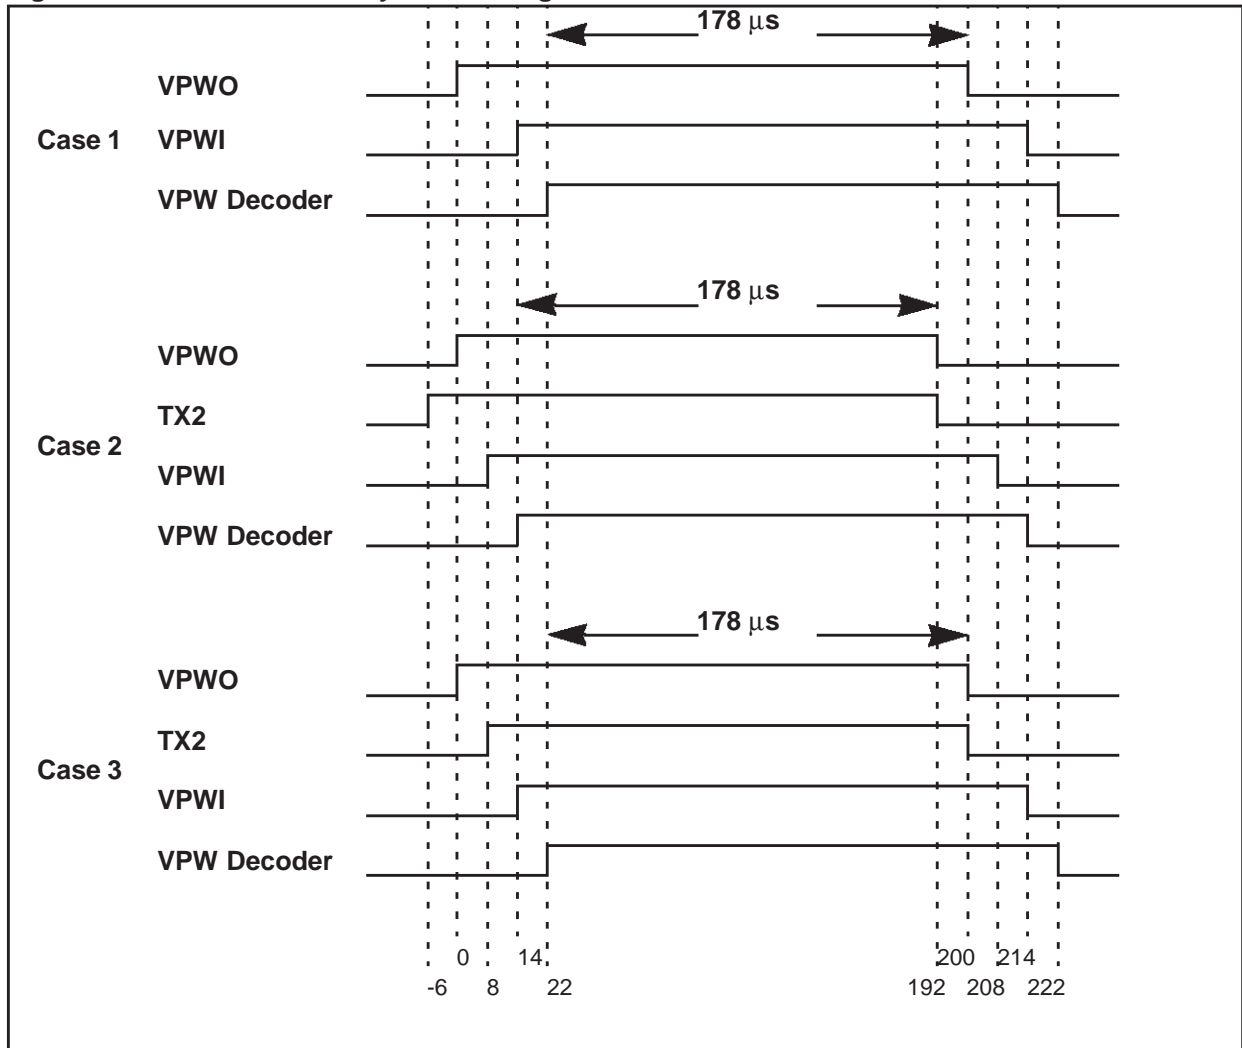 178 µs
VPWO
Case 1 VPWI
VPW Decoder
178 µs
VPWO
TX2
Case 2
VPWI
VPW Decoder
178 µs
VPWO
TX2
Case 3
VPWI
VPW Decoder
0 14 200 214
-6 8 22 192 208 222